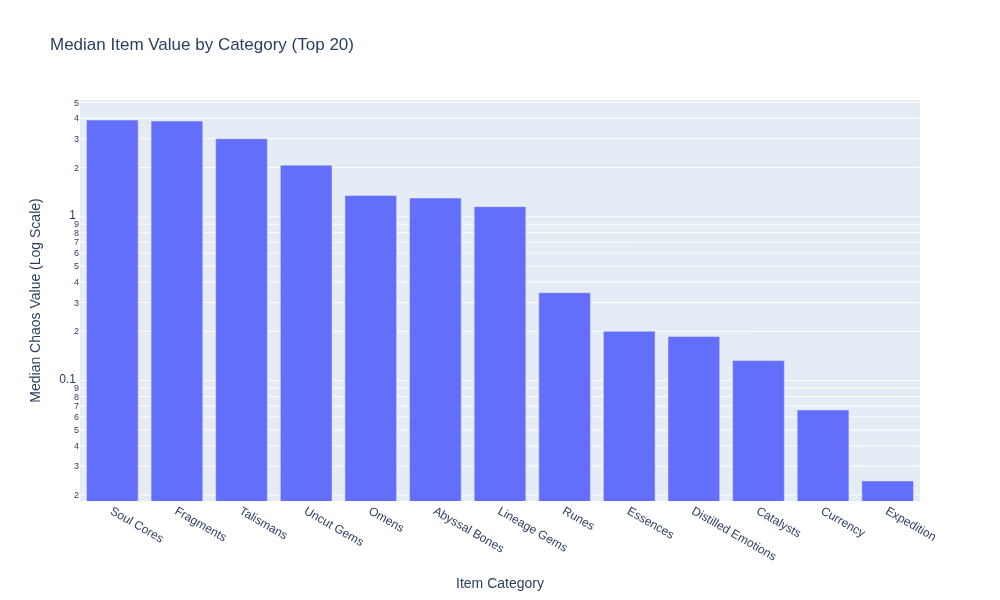 Median Item Value by Category (Top 20)
Median Chaos Value (Log Scale)
5
4
3
2
1
9
8
7
6
5
4
3
2
0.1
9
8
7
6
5
4
3
2
Soul Cores
Fragments
Talismans
Uncut Gems
Omens
Abyssal Bones
Lineage Gems
Runes
Essences
Distilled Emotions
Catalysts
Currency
Expedition
Item Category